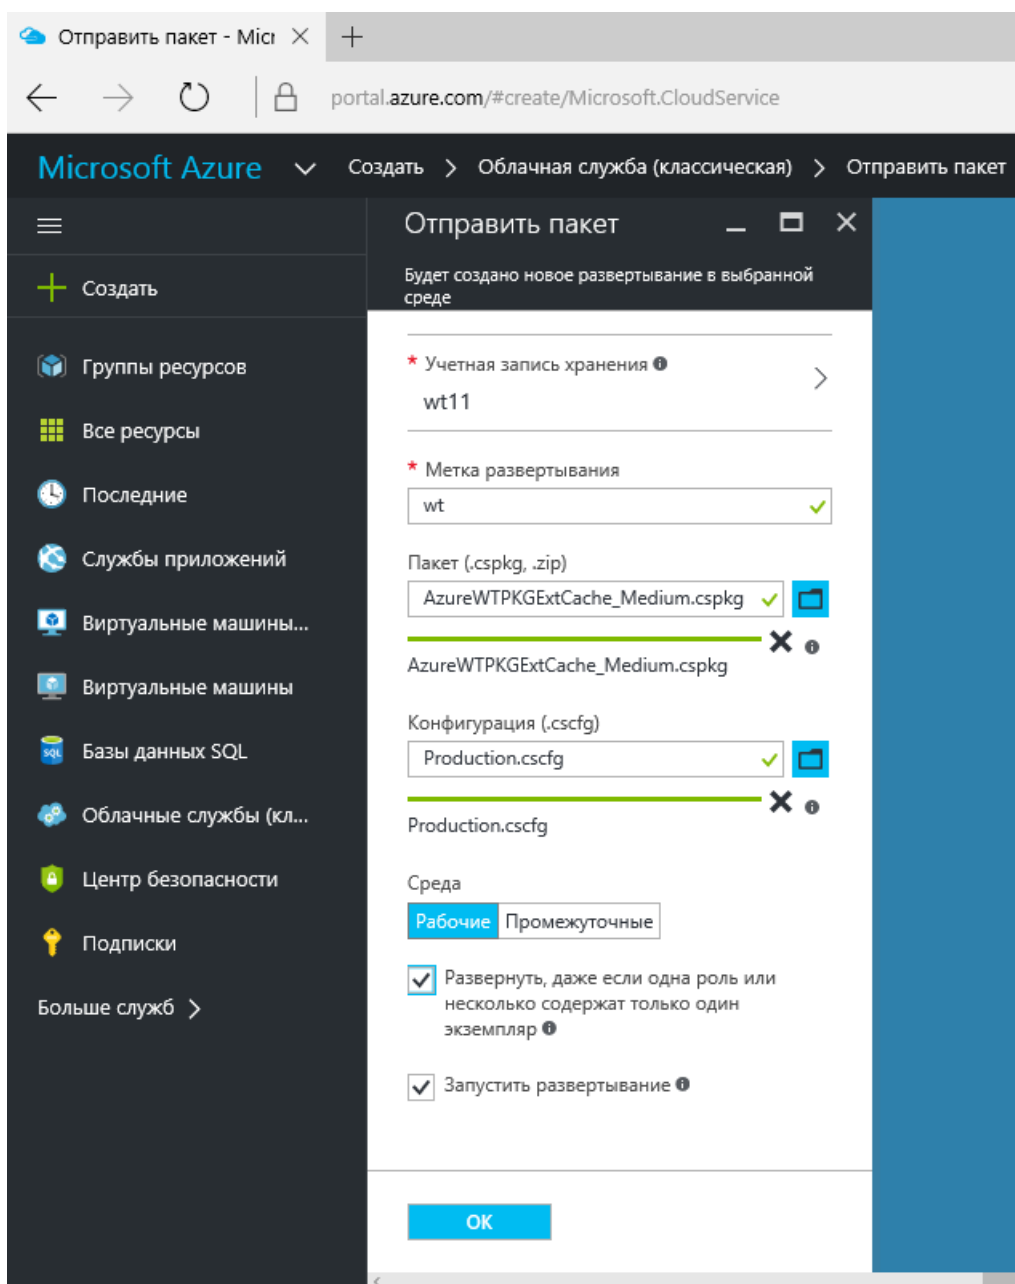 Отправить пакет - Micr
portal.azure.com/#create/Microsoft.CloudService
Microsoft Azure Создать > Облачная служба (классическая) > Отправить пакет
Создать
Группы ресурсов
Все ресурсы
Последние
Службы приложений
Виртуальные машины...
Виртуальные машины
Базы данных SQL
Облачные службы (кл...
Центр безопасности
Подписки
Больше служб >
Отправить пакет
Будет создано новое развертывание в выбранной
среде
* Учетная запись хранения
wt11
* Метка развертывания
wt
Пакет (.cspkg, .zip)
AzureWTPKGExtCache_Medium.cspkg
AzureWTPKGExtCache_Medium.cspkg
Конфигурация (.cscfg)
Production.cscfg
Production.cscfg
Среда
Рабочие Промежуточные
Развернуть, даже если одна роль или
несколько содержат только один
экземпляр
Запустить развертывание
ОК